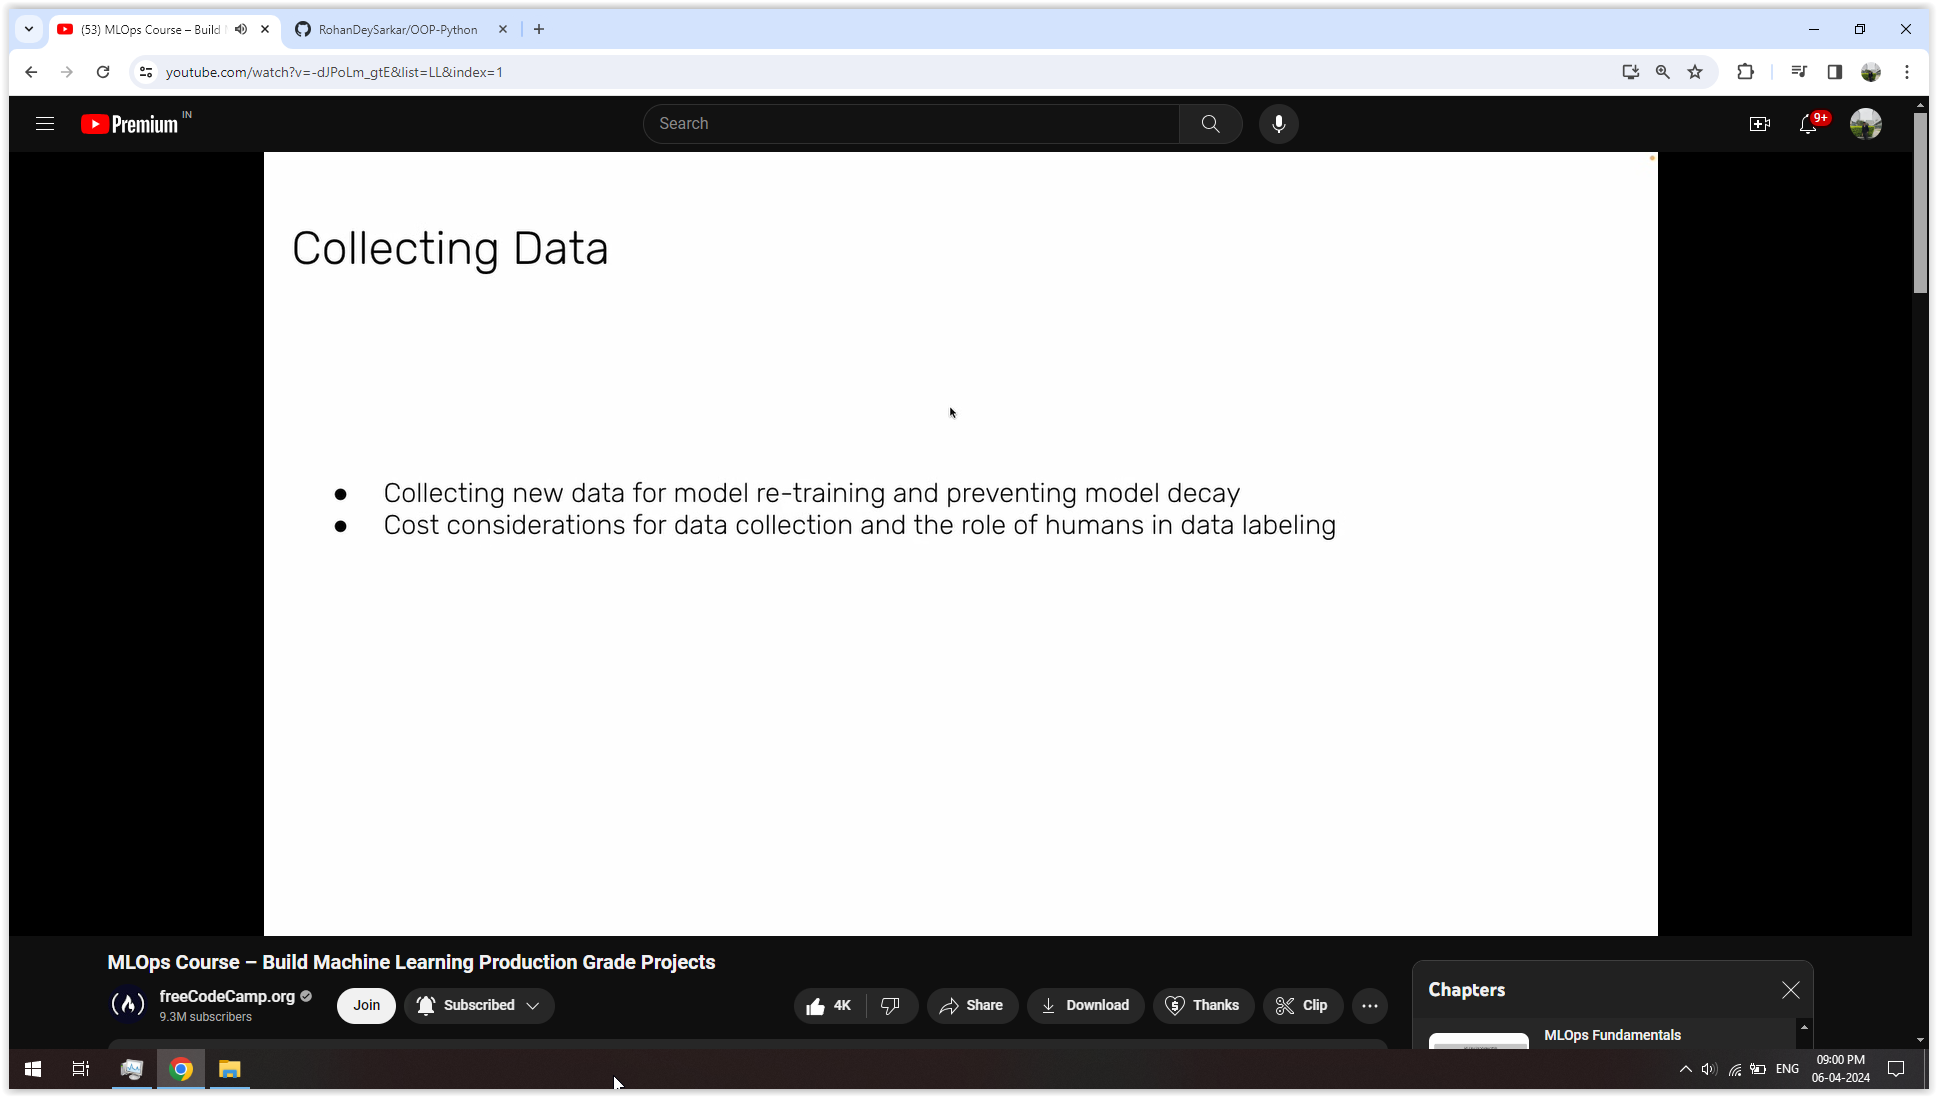 (53) MLOps Course – Build
RohanDeySarkar/OOP-Python
youtube.com/watch?v=-dJPoLm_gtE&list=LL&index=1
Premium IN
Search
9+
Collecting Data
● Collecting new data for model re-training and preventing model decay
● Cost considerations for data collection and the role of humans in data labeling
MLOps Course – Build Machine Learning Production Grade Projects
freeCodeCamp.org
9.3M subscribers
Join
Subscribed
4K
Share
Download
Thanks
Clip
Chapters
MLOps Fundamentals
ENG
09:00 PM
06-04-2024